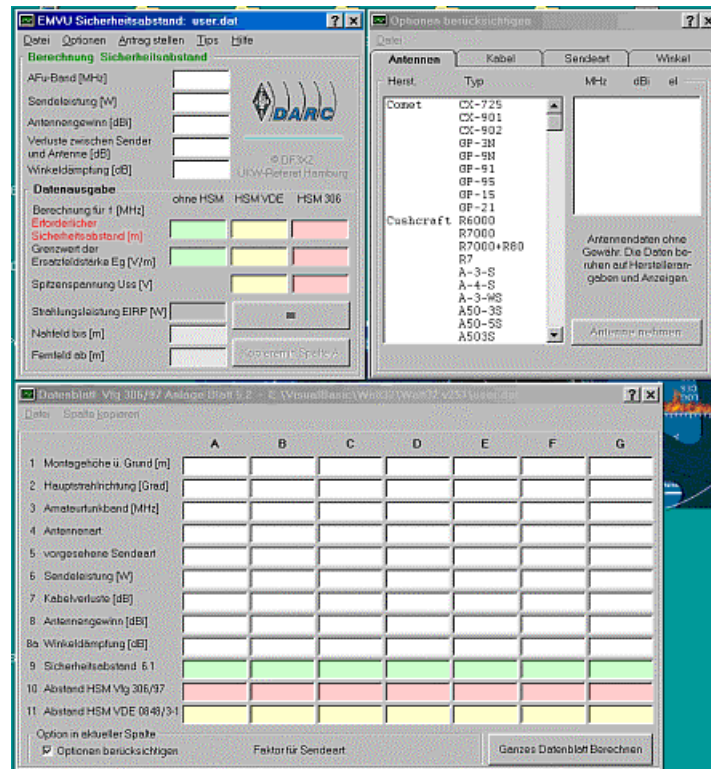 EMVU Sicherheitsabstand: user.dat
Datei Optionen Antrag stellen Tips Hilfe
Berechnung Sicherheitsabstand
AFu-Band [MHz]
Sendeleistung [W]
Antennengewinn [dBi]
Verluste zwischen Sender
und Antenne [dB]
Winkeldämpfung [dB]
DARC
© DF3XZ
UKW-Referat Hamburg
Datenausgabe
ohne HSM HSM VDE HSM 306
Berechnung für f [MHz]
Erforderlicher
Sicherheitsabstand [m]
Grenzwert der
Ersatzfeldstärke Eg [V/m]
Spitzenspannung Uss [V]
Strahlungsleistung EIRP [W]
=
Nahfeld bis [m]
Fernfeld ab [m]
Kopieren in Spalte A
Optionen berücksichtigen
Datei
Antennen Kabel Sendeart Winkel
Herst. Typ MHz dBi el
Comet CX-725
CX-901
CX-902
GP-3N
GP-9N
GP-91
GP-95
GP-15
GP-21
Cushcraft R6000
R7000
R7000+R80
R7
A-3-S
A-4-S
A-3-WS
A50-3S
A50-5S
A503S
Antennendaten ohne
Gewähr. Die Daten be-
ruhen auf Herstelleran-
gaben und Anzeigen.
Antenne nehmen
Datenblatt Vfg 306/97 Anlage Blatt 6.2 -
Datei Spalte kopieren
A B C D E F G
1 Montagehöhe ü. Grund [m]
2 Hauptstrahlrichtung [Grad]
3 Amateurfunkband [MHz]
4 Antennenart
5 vorgesehene Sendeart
6 Sendeleistung [W]
7 Kabelverluste [dB]
8 Antennengewinn [dBi]
8a Winkeldämpfung [dB]
9 Sicherheitsabstand 6.1
10 Abstand HSM Vfg 306/97
11 Abstand HSM VDE 0848/3-1
Option in aktueller Spalte
Optionen berücksichtigen Faktor für Sendeart: Ganzes Datenblatt Berechnen